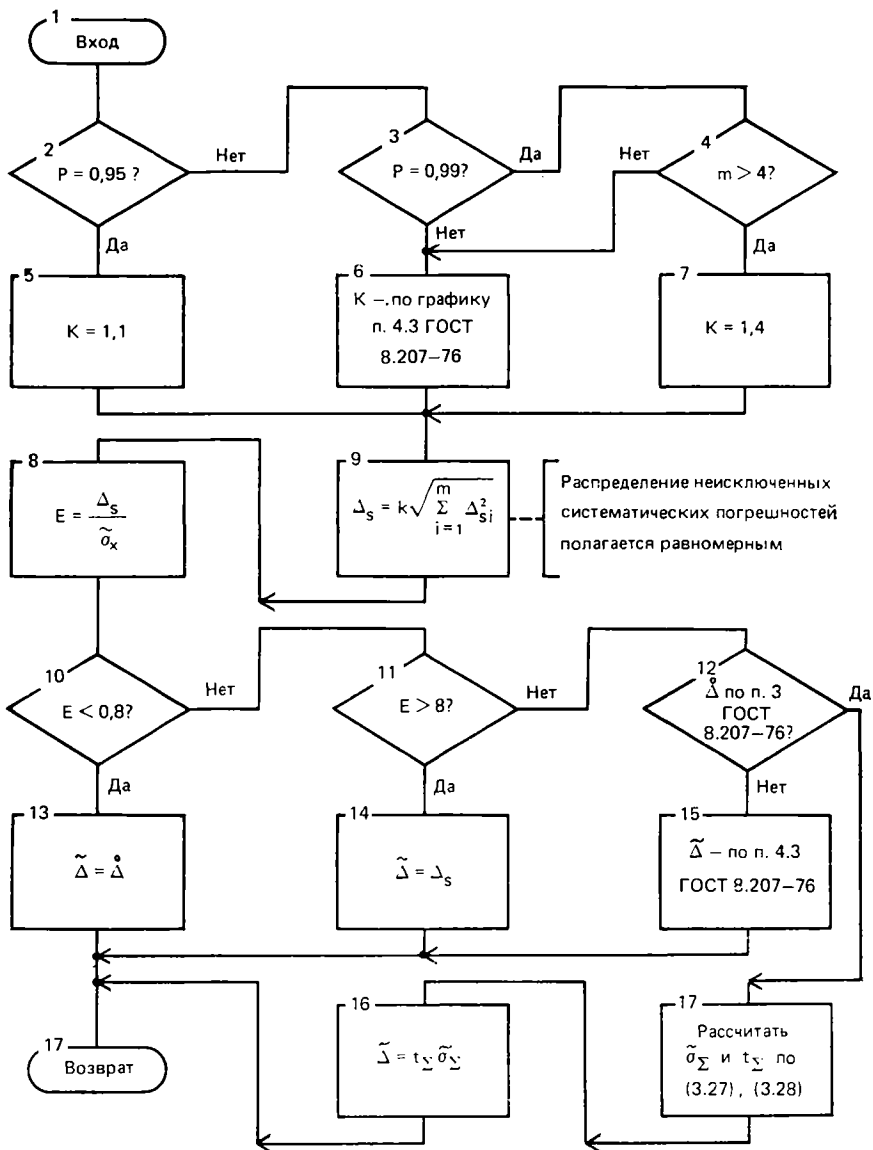 1
Вход
2
P = 0,95 ?
Нет
Да
3
P = 0,99?
Да
Нет
4
m > 4?
Нет
Да
5
K = 1,1
6
K —. по графику
п. 4.3 ГОСТ
8.207—76
7
K = 1,4
8
E = Δs / σ̃x
9
Δs = k√ m Σ i = 1 Δ²si
Распределение неисключенных
систематических погрешностей
полагается равномерным
10
E < 0,8?
Нет
Да
11
E > 8?
Нет
Да
12
Δ̊ по п. 3
ГОСТ
8.207—76?
Да
Нет
13
Δ̃ = Δ̊
14
Δ̃ = Δs
15
Δ̃ — по п. 4.3
ГОСТ 8.207—76
16
Δ̃ = tΣ σ̃Σ
17
Рассчитать
σ̃Σ и tΣ по
(3.27) , (3.28)
17
Возврат